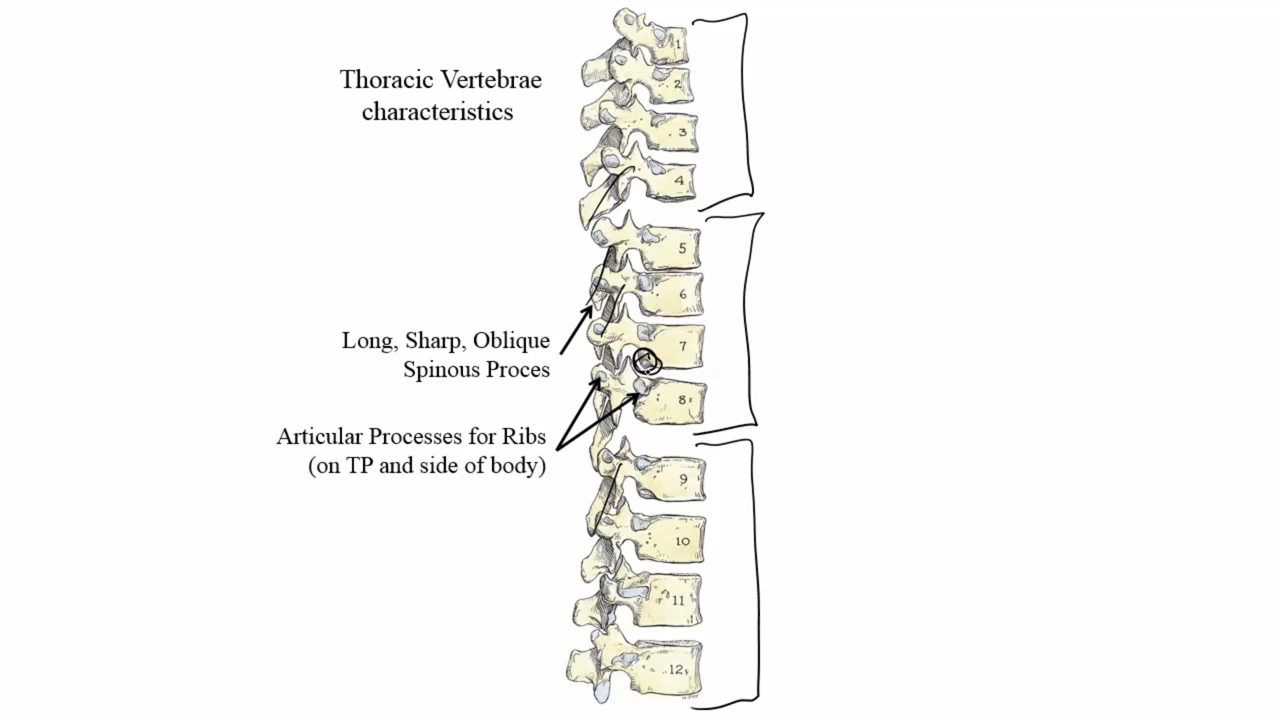 Thoracic Vertebrae
characteristics
1
2
3
4
5
6
7
8
9
10
11
12
Long, Sharp, Oblique
Spinous Proces
Articular Processes for Ribs
(on TP and side of body)